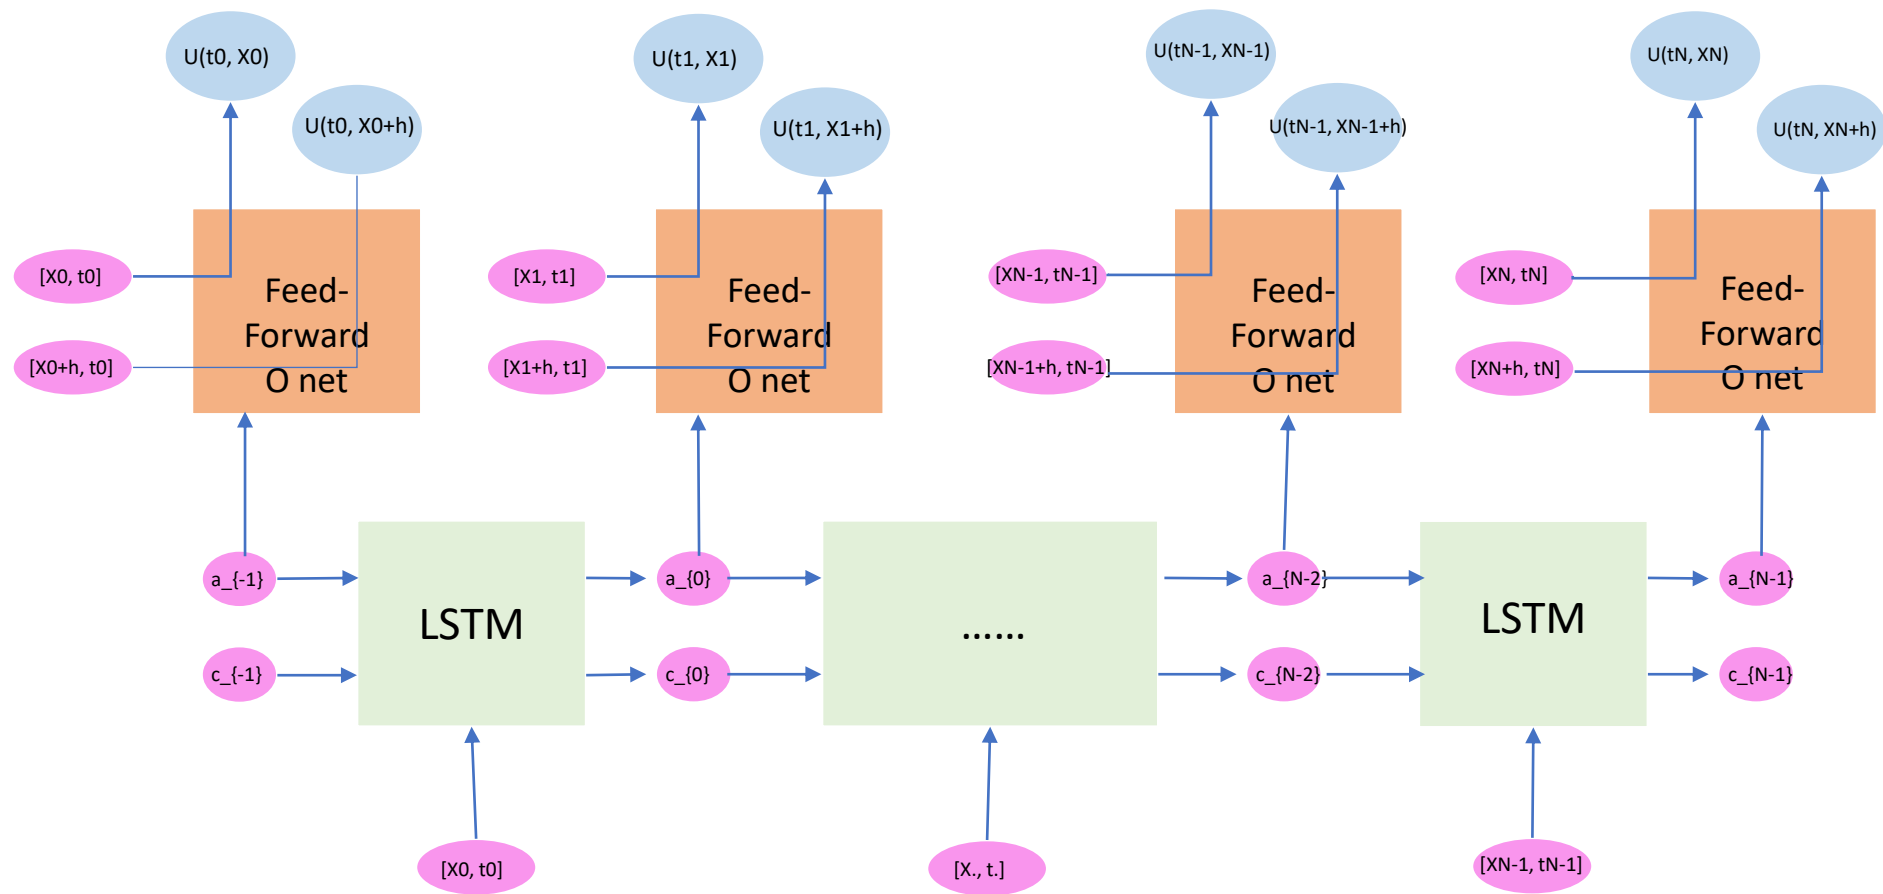 U(t0, X0)
U(t1, X1)
U(tN-1, XN-1)
U(tN, XN)
U(t0, X0+h)
U(t1, X1+h)
U(tN-1, XN-1+h)
U(tN, XN+h)
[X0, t0]
[X1, t1]
[XN-1, tN-1]
[XN, tN]
Feed-
Forward
O net
Feed-
Forward
O net
Feed-
Forward
O net
Feed-
Forward
O net
[X0+h, t0]
[X1+h, t1]
[XN-1+h, tN-1]
[XN+h, tN]
a_{-1}
a_{0}
a_{N-2}
a_{N-1}
LSTM
......
LSTM
c_{-1}
c_{0}
c_{N-2}
c_{N-1}
[X0, t0]
[X., t.]
[XN-1, tN-1]